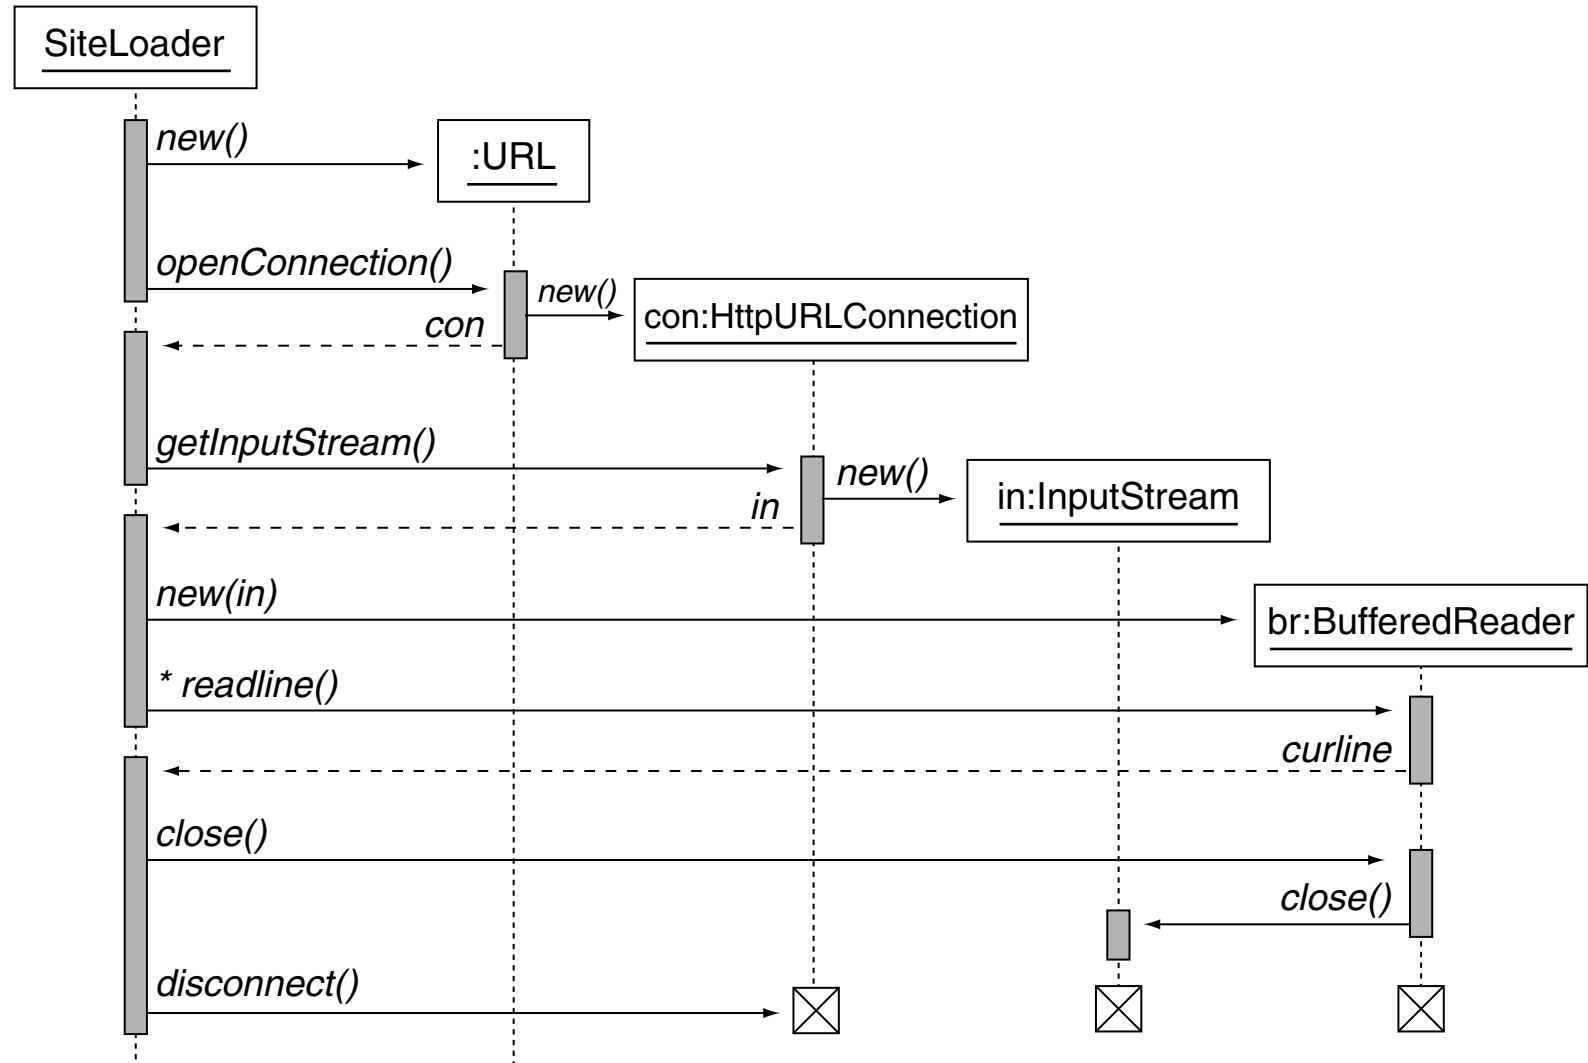 SiteLoader
new()
:URL
openConnection()
new()
con:HttpURLConnection
con
getInputStream()
new()
in:InputStream
in
new(in)
br:BufferedReader
* readline()
curline
close()
close()
disconnect()